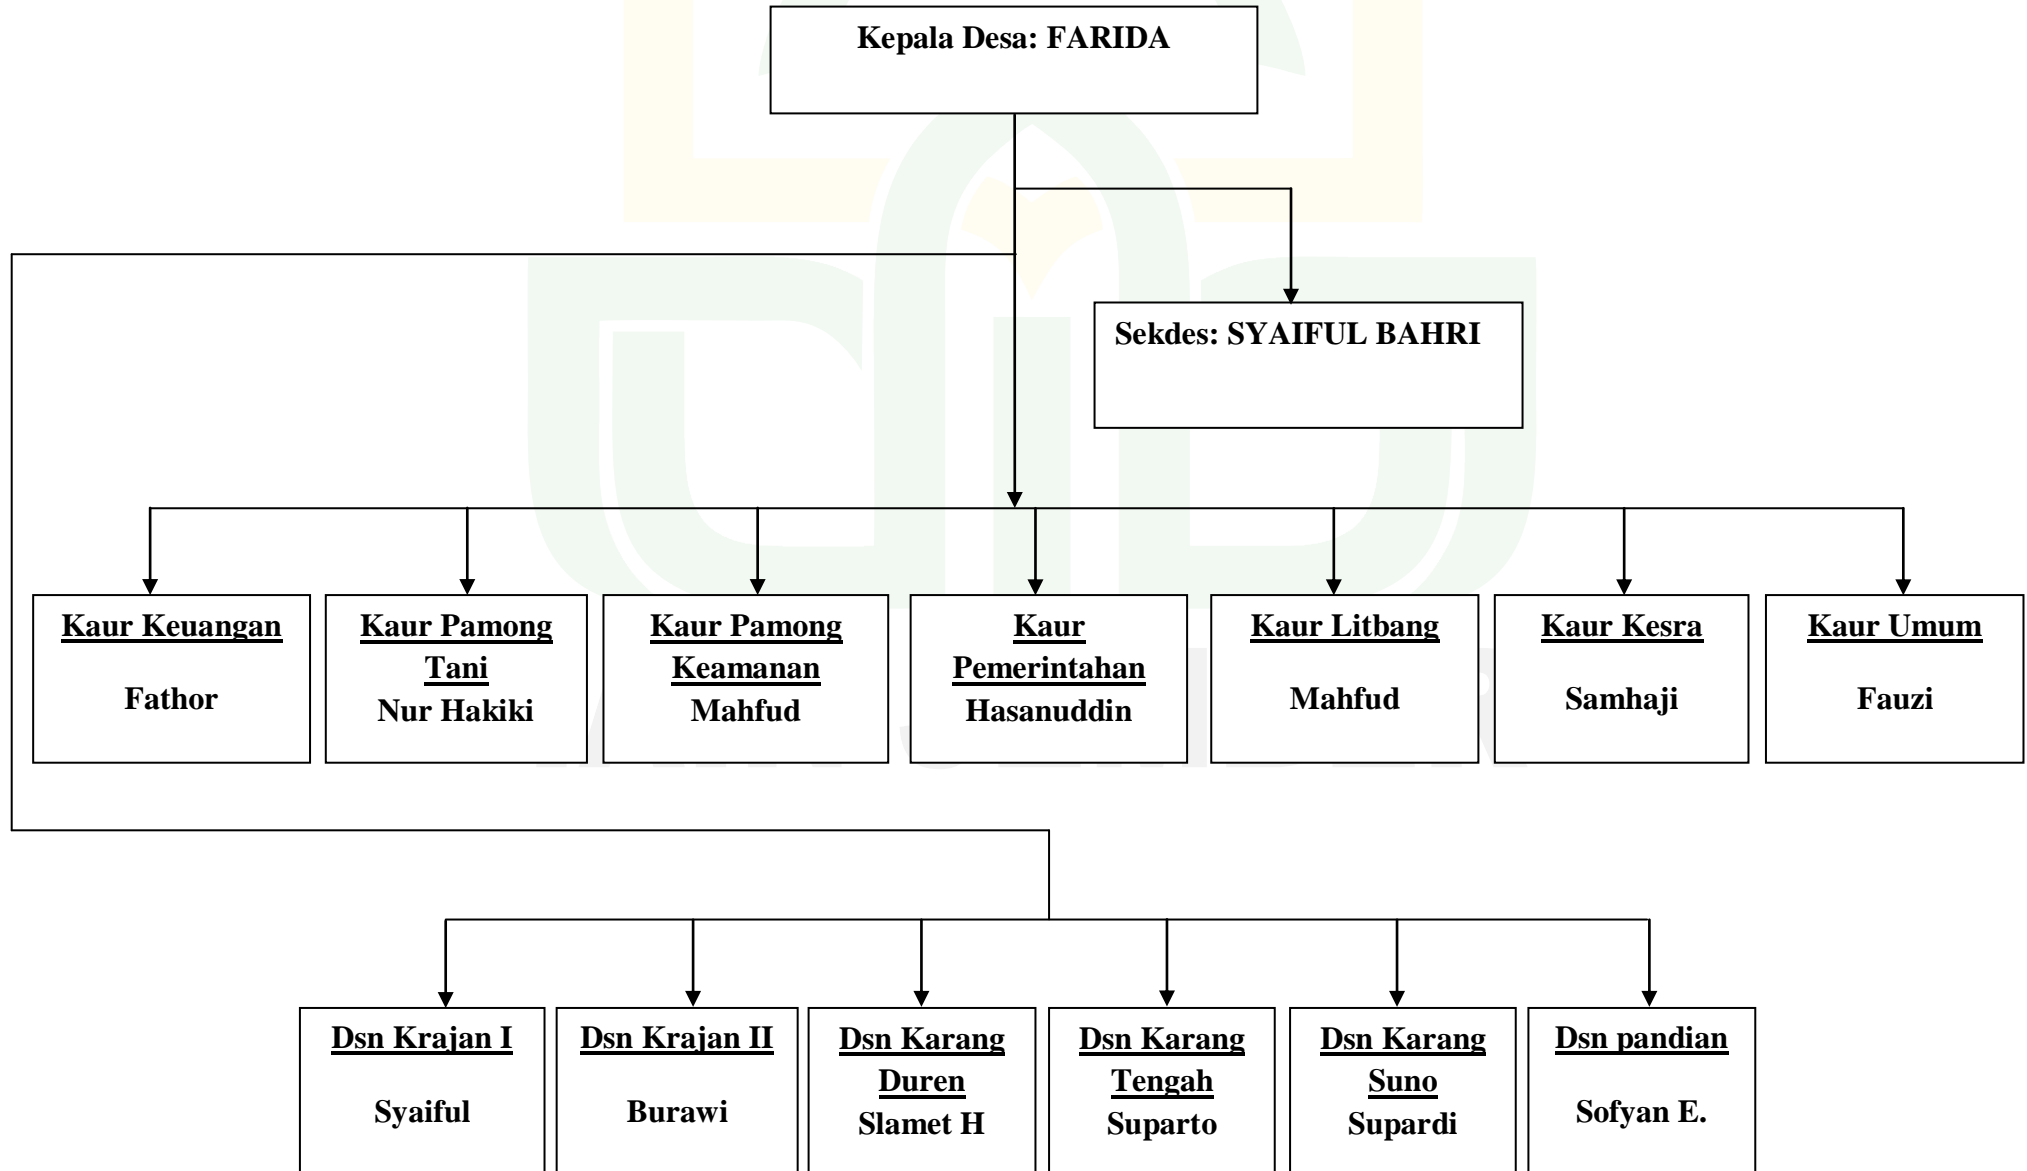 Kepala Desa: FARIDA
Sekdes: SYAIFUL BAHRI
Kaur Keuangan
Fathor
Kaur Pamong
Tani
Nur Hakiki
Kaur Pamong
Keamanan
Mahfud
Kaur
Pemerintahan
Hasanuddin
Kaur Litbang
Mahfud
Kaur Kesra
Samhaji
Kaur Umum
Fauzi
Dsn Krajan I
Syaiful
Dsn Krajan II
Burawi
Dsn Karang
Duren
Slamet H
Dsn Karang
Tengah
Suparto
Dsn Karang
Suno
Supardi
Dsn pandian
Sofyan E.